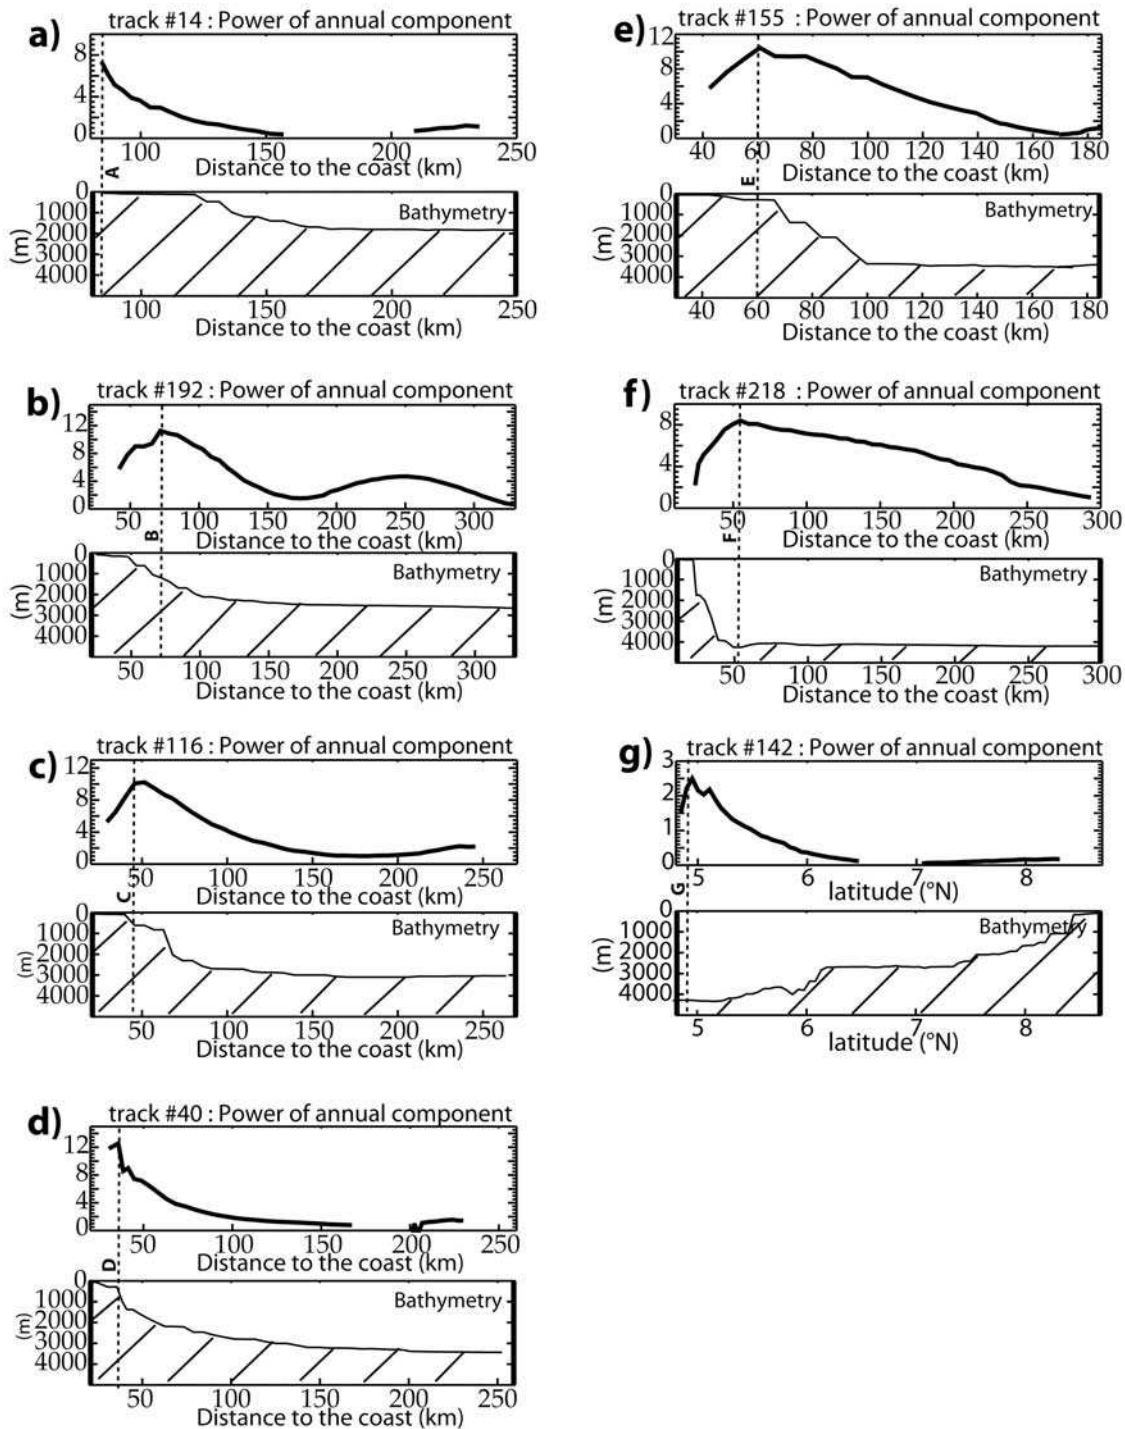 a) track #14 : Power of annual component
8
4
0
100 150 200 250
Distance to the coast (km)
A
0
1000
2000
3000
4000
(m)
Bathymetry
100 150 200 250
Distance to the coast (km)
b) track #192 : Power of annual component
12
8
4
0
50 100 150 200 250 300
Distance to the coast (km)
B
0
1000
2000
3000
4000
(m)
Bathymetry
50 100 150 200 250 300
Distance to the coast (km)
c) track #116 : Power of annual component
12
8
4
0
50 100 150 200 250
Distance to the coast (km)
C
0
1000
2000
3000
4000
(m)
Bathymetry
50 100 150 200 250
Distance to the coast (km)
d) track #40 : Power of annual component
12
8
4
0
50 100 150 200 250
Distance to the coast (km)
D
0
1000
2000
3000
4000
(m)
Bathymetry
50 100 150 200 250
Distance to the coast (km)
e) track #155 : Power of annual component
12
8
4
0
40 60 80 100 120 140 160 180
Distance to the coast (km)
E
0
1000
2000
3000
4000
(m)
Bathymetry
40 60 80 100 120 140 160 180
Distance to the coast (km)
f) track #218 : Power of annual component
8
4
0
50 100 150 200 250 300
Distance to the coast (km)
F
0
1000
2000
3000
4000
(m)
Bathymetry
50 100 150 200 250 300
Distance to the coast (km)
g) track #142 : Power of annual component
3
2
1
0
5 6 7 8
latitude (°N)
G
0
1000
2000
3000
4000
(m)
Bathymetry
5 6 7 8
latitude (°N)